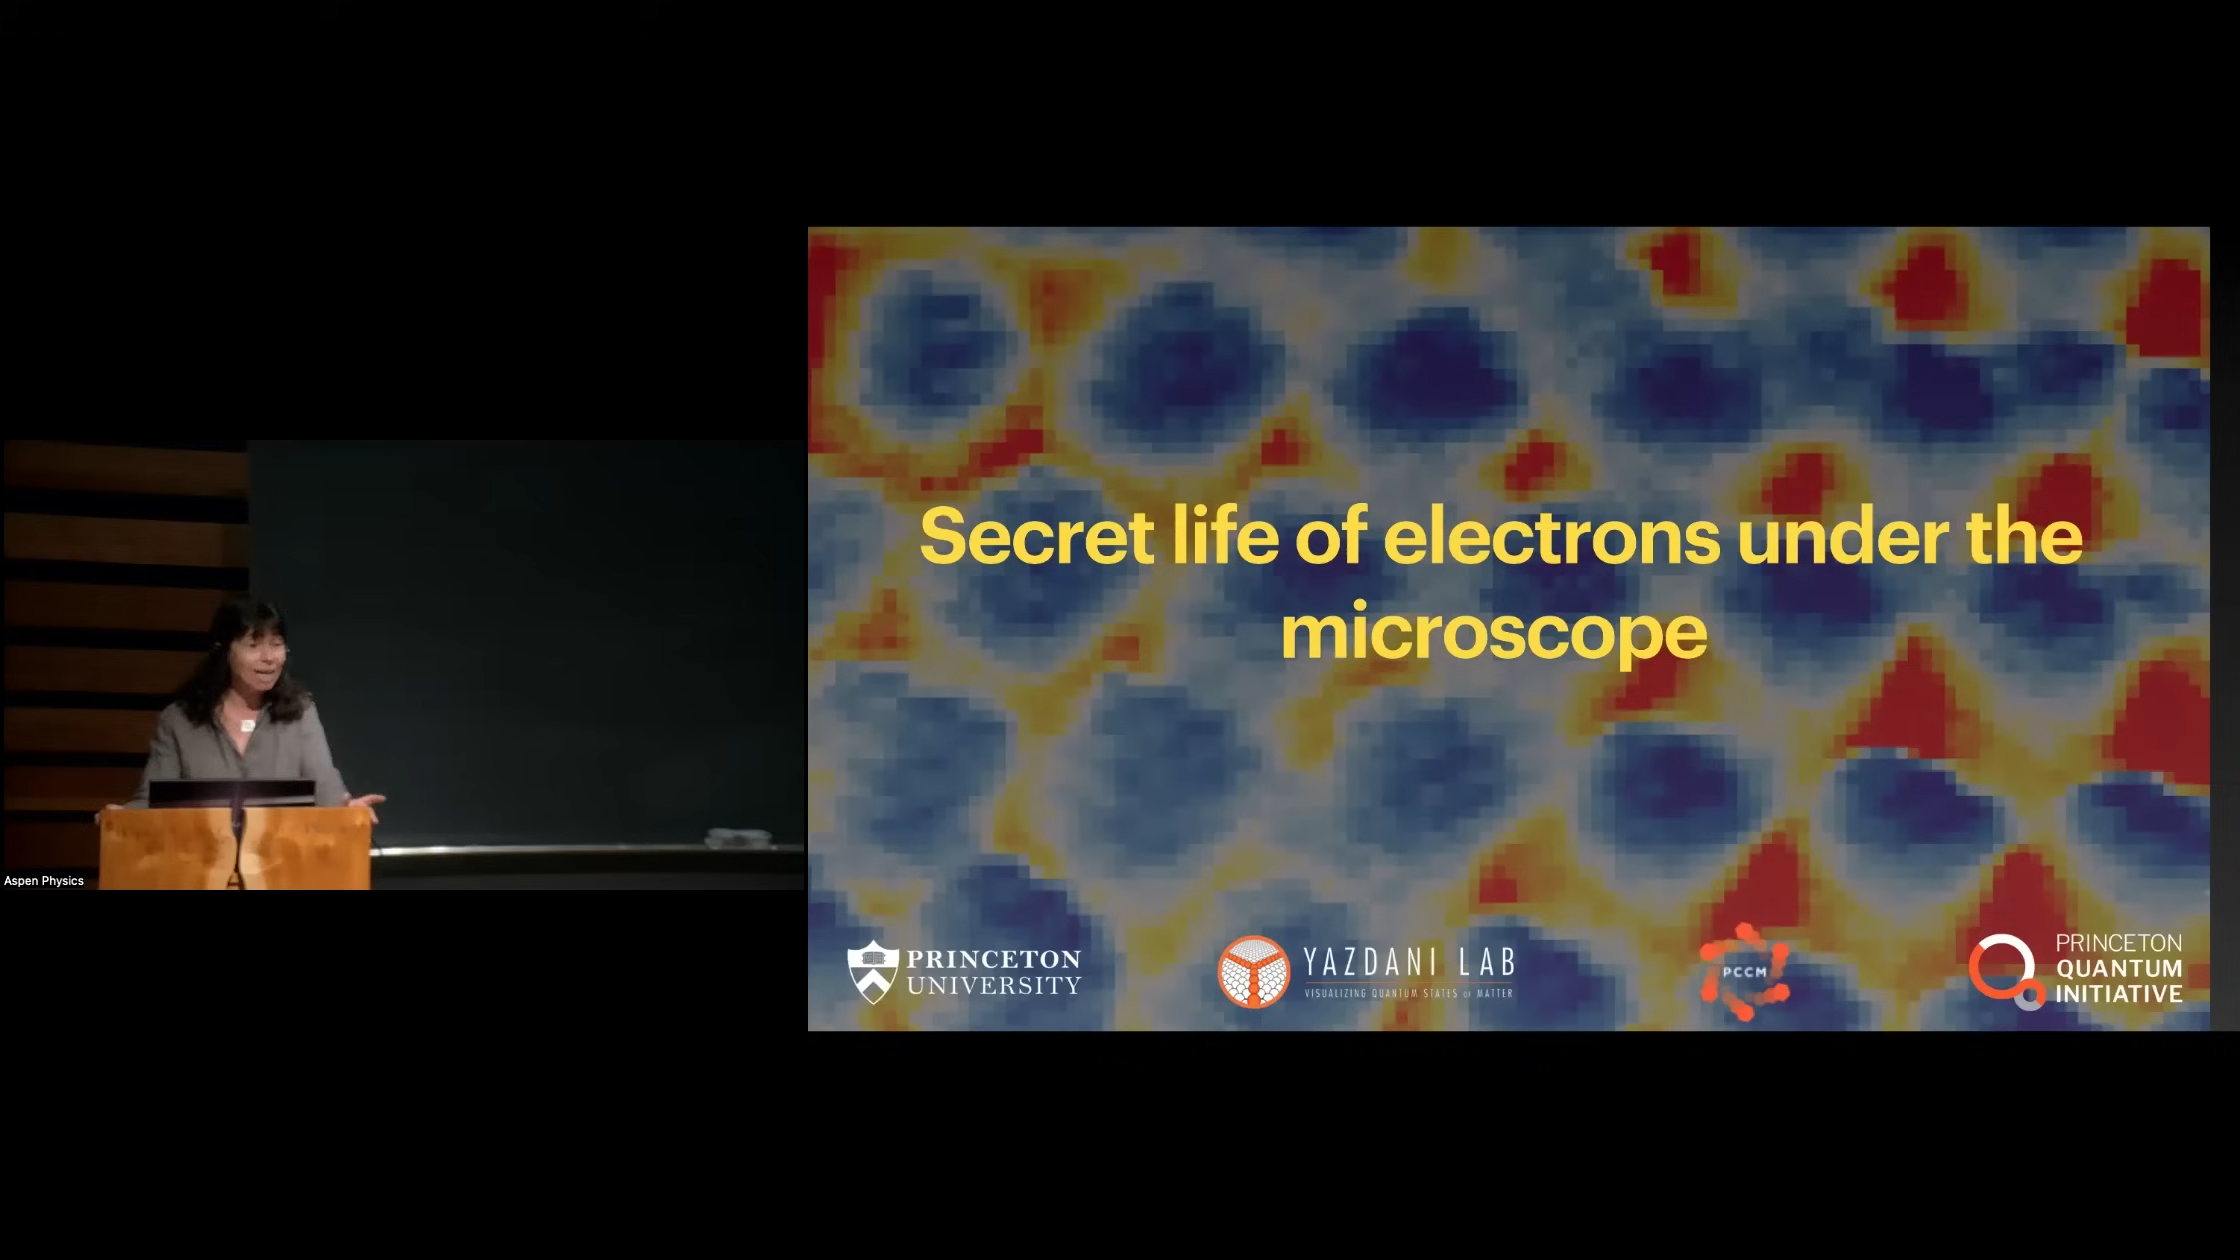 Aspen Physics
Secret life of electrons under the
microscope
PRINCETON
UNIVERSITY
YAZDANI LAB
VISUALIZING QUANTUM STATES OF MATTER
PCCM
PRINCETON
QUANTUM
INITIATIVE